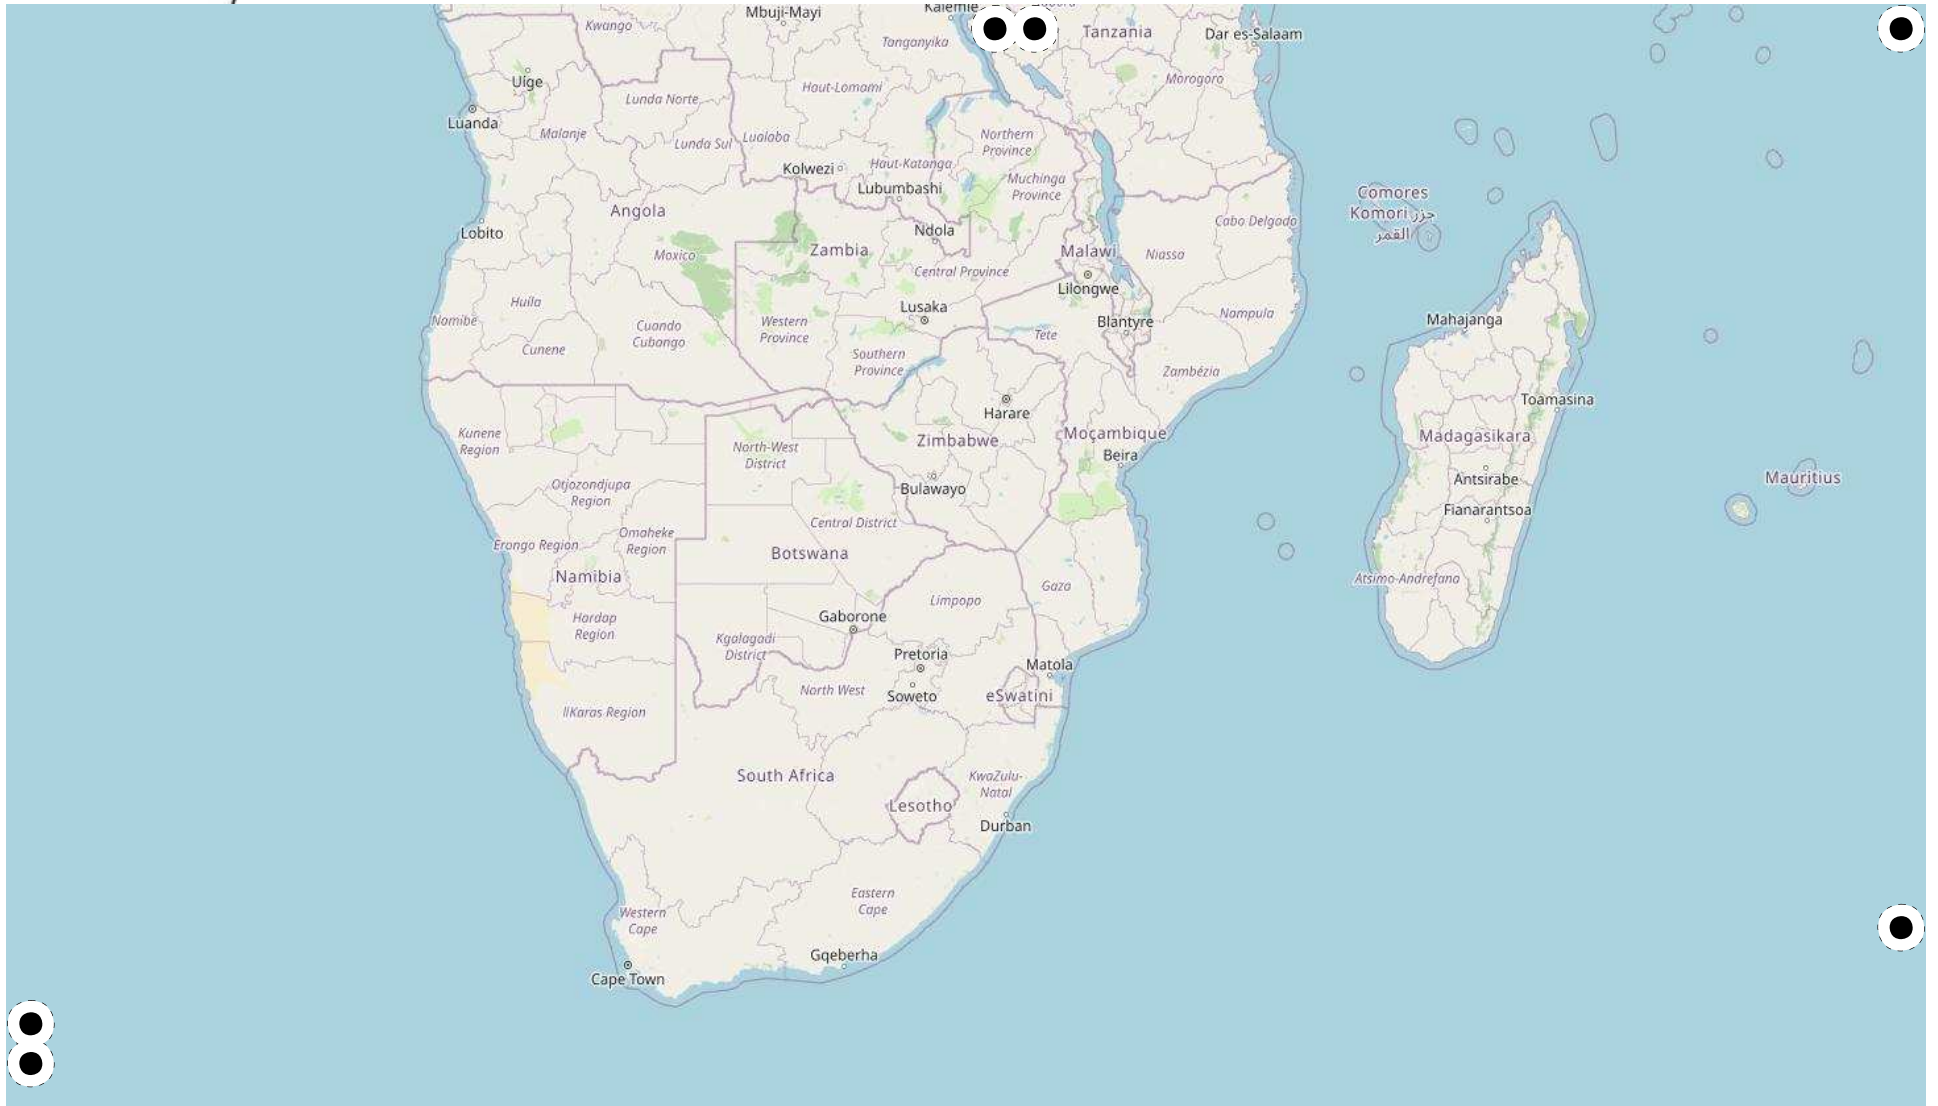 Kwango
Mbuji-Mayi
Kalemie
Tanzania
Dar es-Salaam
Tanganyika
Uíge
Haut-Lomami
Morogoro
Lunda Norte
Luanda
Malanje
Lunda Sul
Lualaba
Northern
Province
Kolwezi
Haut-Katanga
Lubumbashi
Muchinga
Province
Comores
Komori جزر
القمر
Angola
Cabo Delgado
Lobito
Ndola
Moxico
Zambia
Malawi
Niassa
Central Province
Lilongwe
Huíla
Lusaka
Namibe
Cuando
Cubango
Western
Province
Blantyre
Nampula
Mahajanga
Tete
Cunene
Southern
Province
Zambézia
Harare
Toamasina
Kunene
Region
North-West
District
Zimbabwe
Moçambique
Madagasikara
Beira
Otjozondjupa
Region
Bulawayo
Antsirabe
Mauritius
Fianarantsoa
Central District
Omaheke
Region
Erongo Region
Botswana
Namibia
Gaza
Atsimo-Andrefana
Limpopo
Hardap
Region
Gaborone
Kgalagadi
District
Pretoria
Matola
North West
Soweto
eSwatini
ǁKaras Region
South Africa
KwaZulu-
Natal
Lesotho
Durban
Eastern
Cape
Western
Cape
Gqeberha
Cape Town